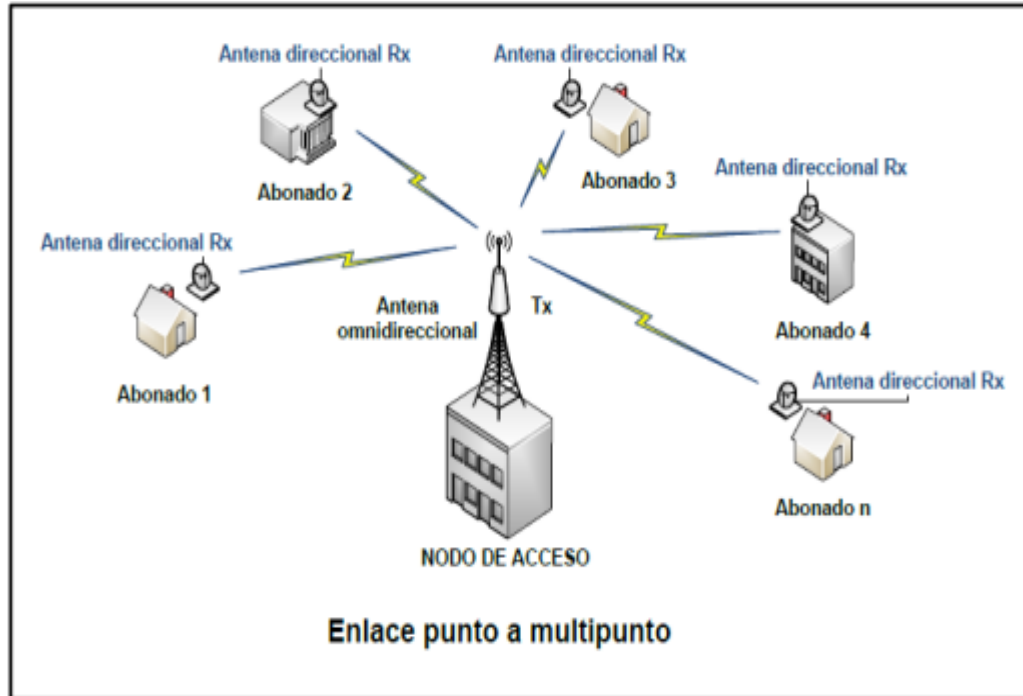 Antena direccional Rx
Antena direccional Rx
Abonado 2
Abonado 3
Antena direccional Rx
Antena direccional Rx
Antena
omnidireccional
Tx
Abonado 4
Abonado 1
Antena direccional Rx
Abonado n
NODO DE ACCESO
Enlace punto a multipunto